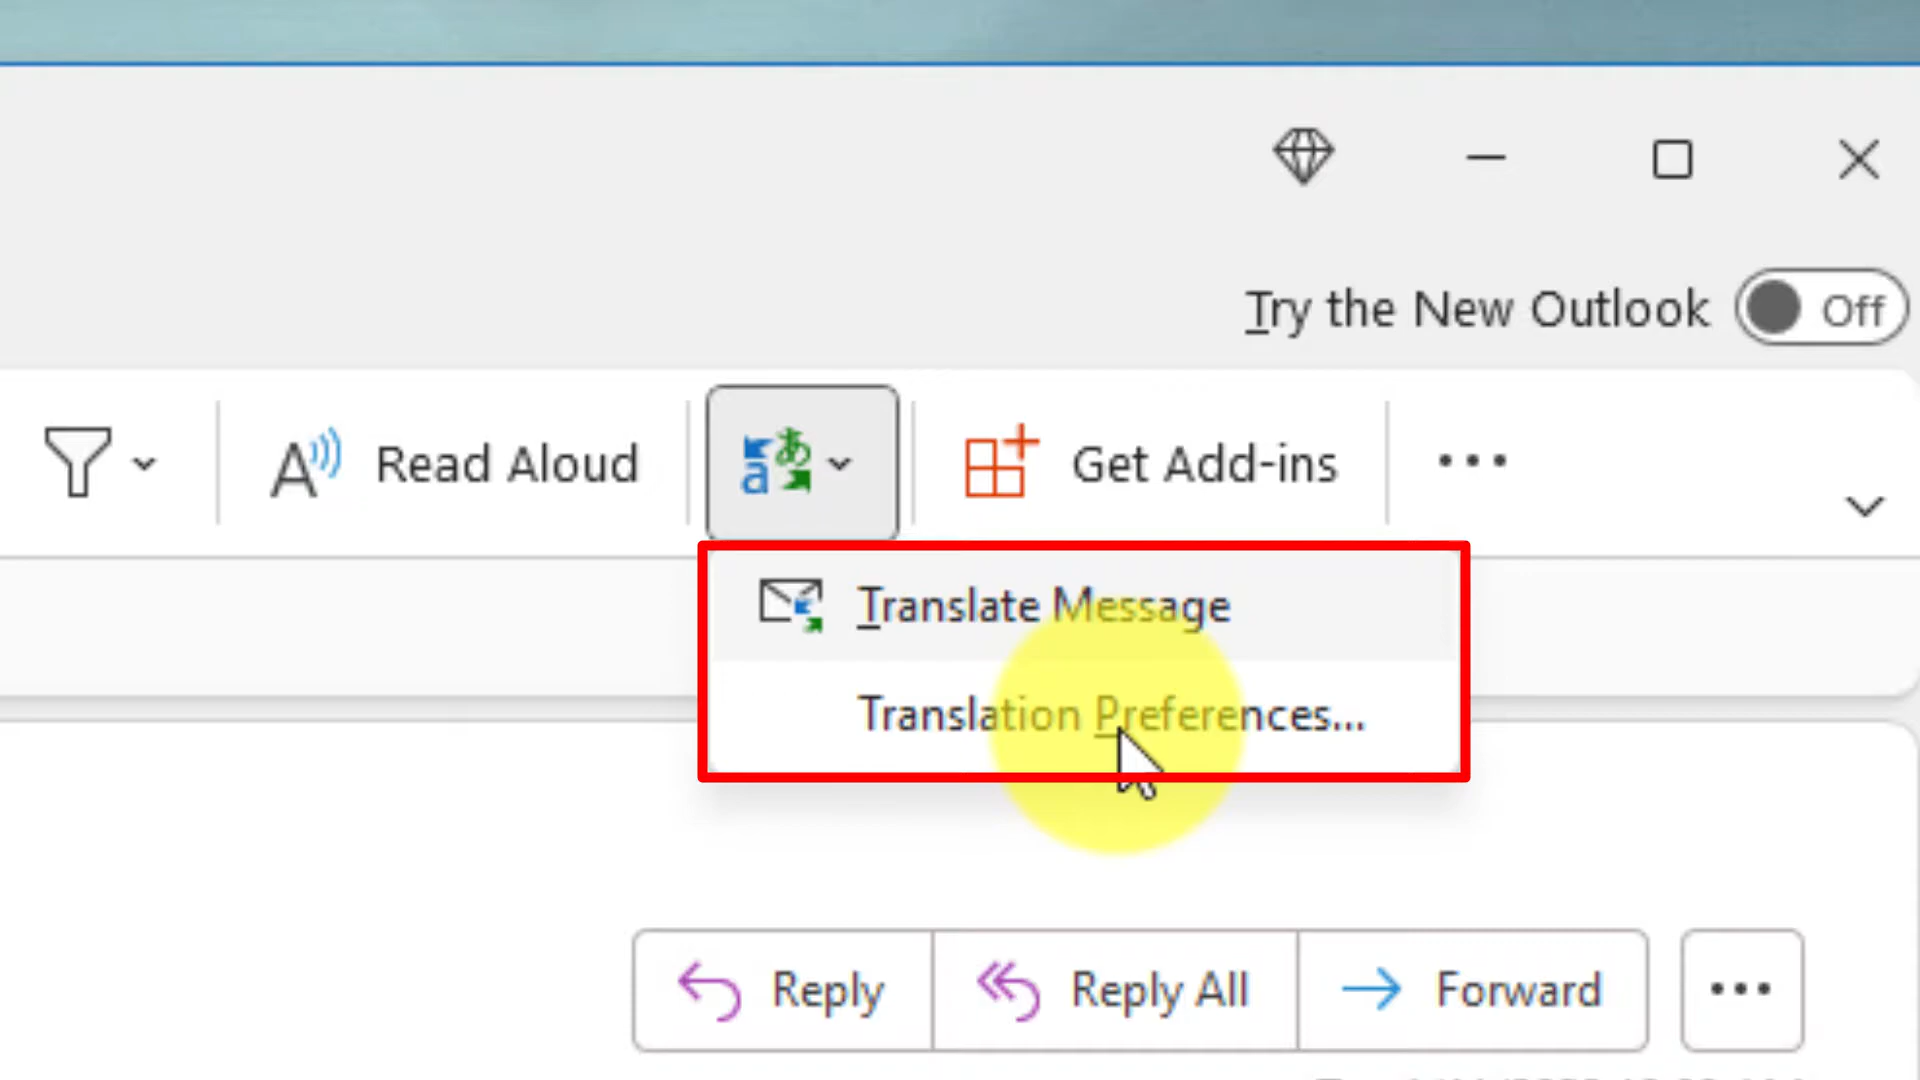 Try the New Outlook Off
Read Aloud
Get Add-ins
Translate Message
Translation Preferences...
Reply
Reply All
Forward